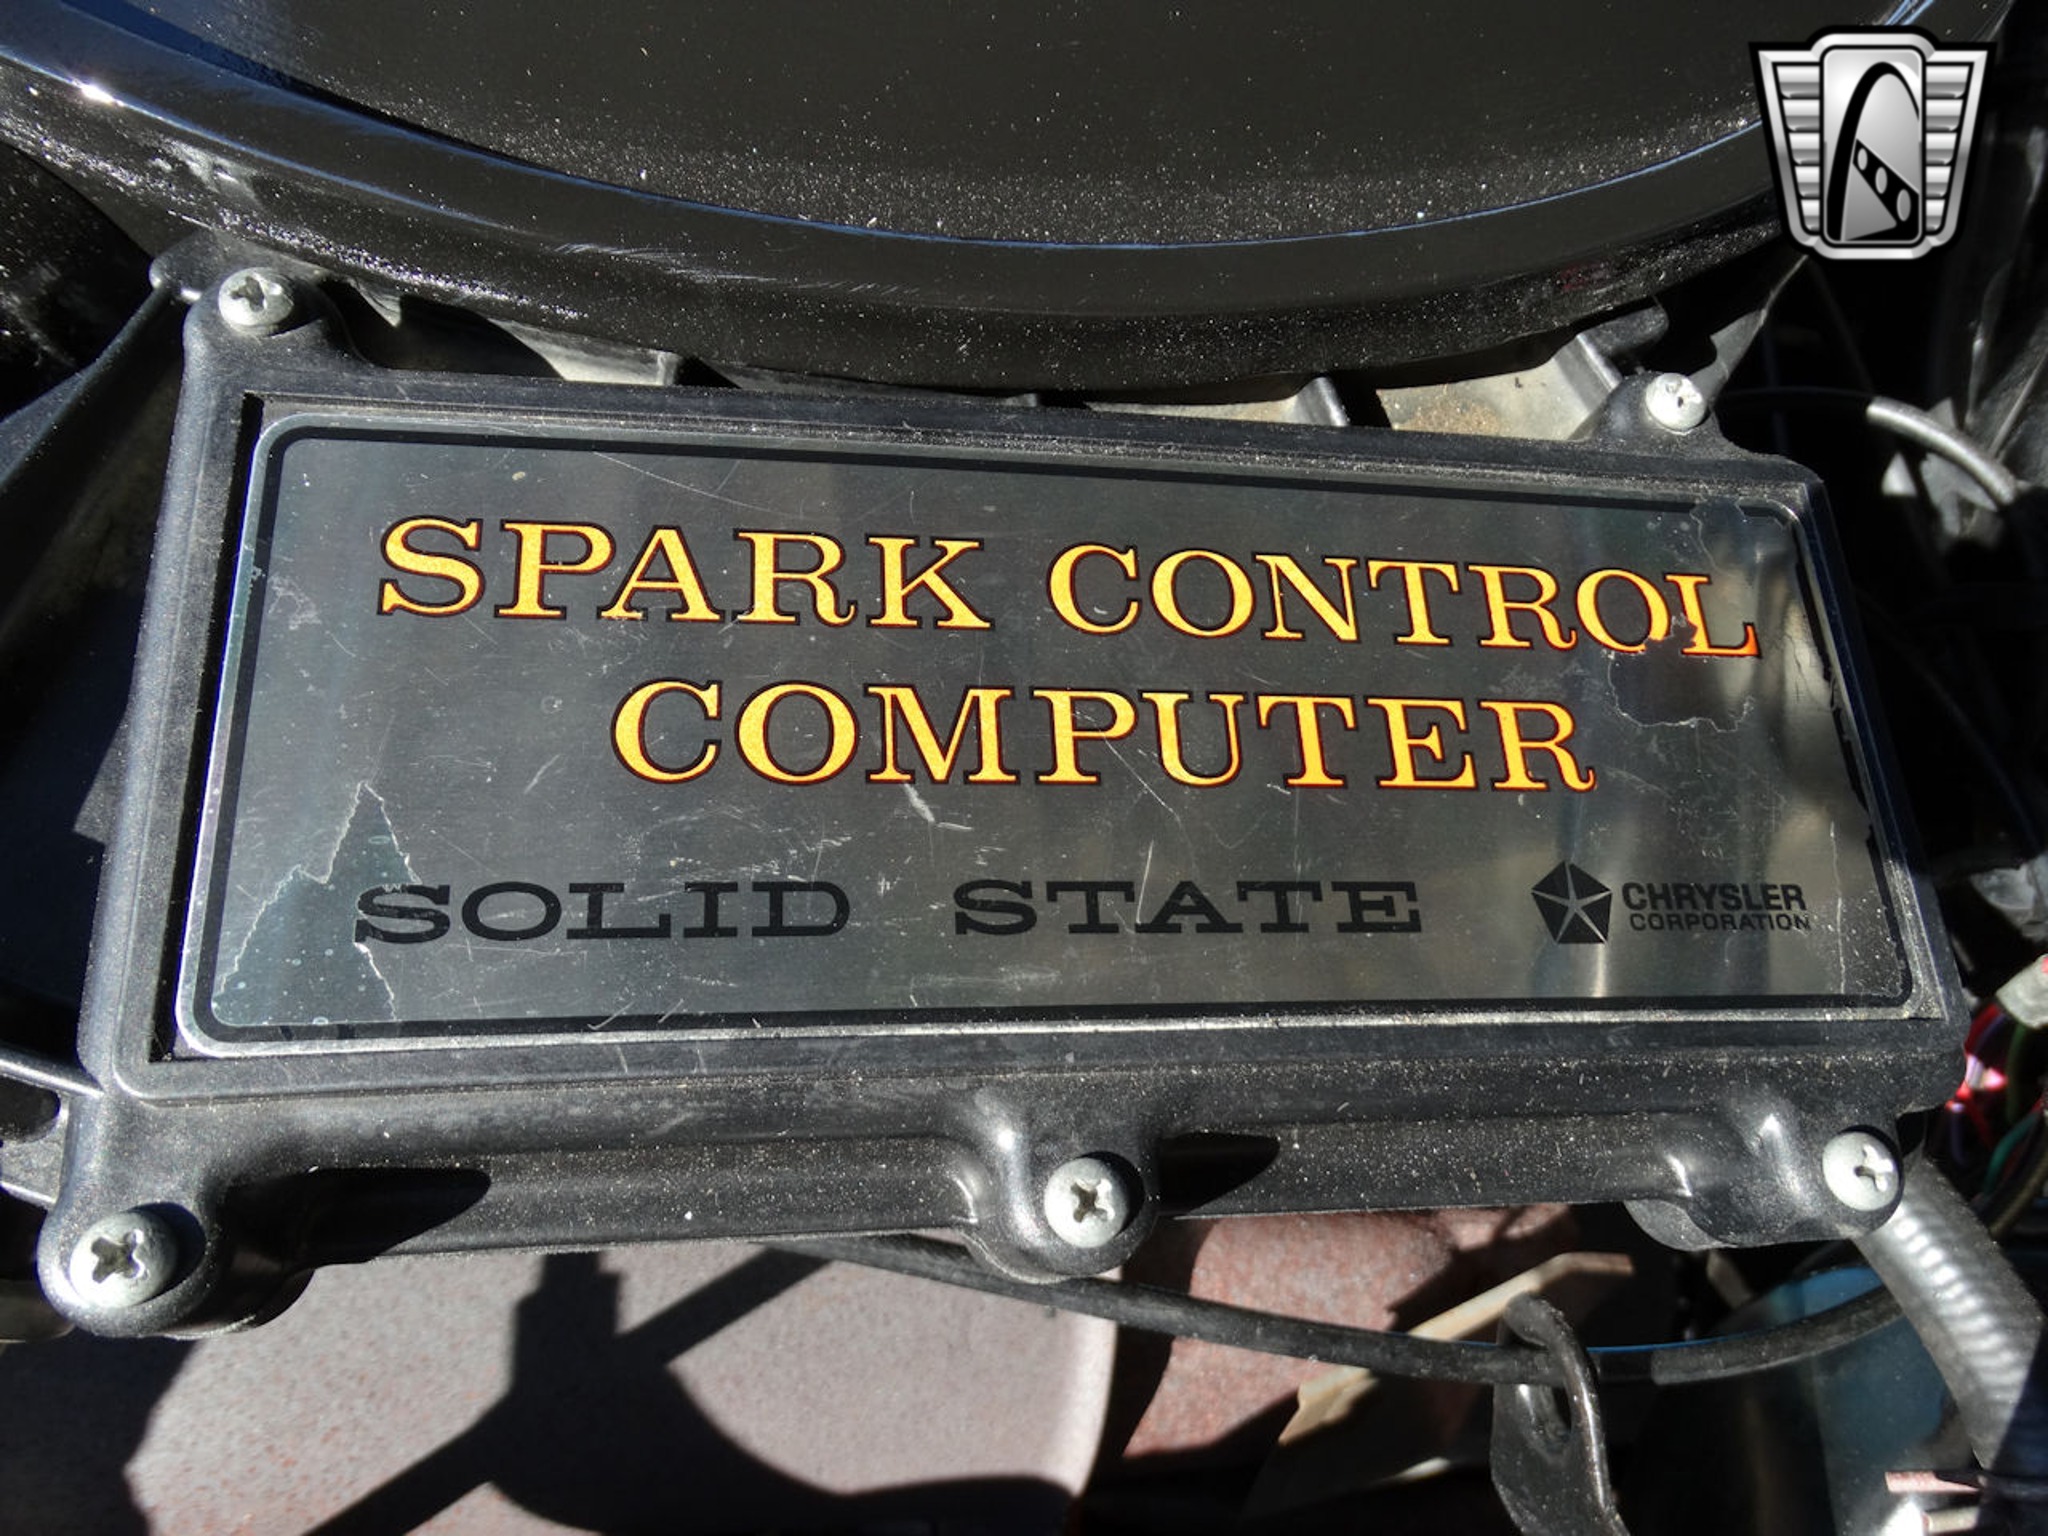 SPARK CONTROL
COMPUTER
SOLID STATE
CHRYSLER
CORPORATION